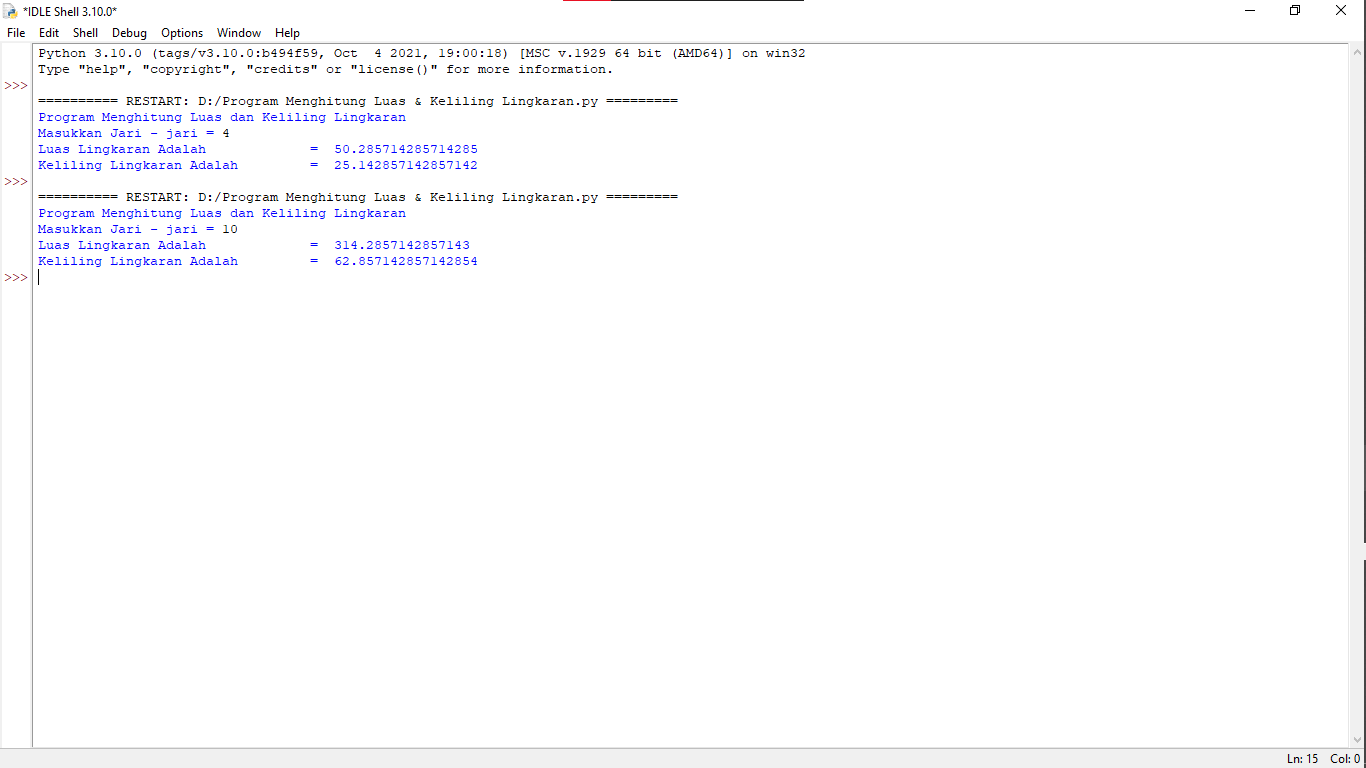 *IDLE Shell 3.10.0*
File Edit Shell Debug Options Window Help
Python 3.10.0 (tags/v3.10.0:b494f59, Oct  4 2021, 19:00:18) [MSC v.1929 64 bit (AMD64)] on win32
Type "help", "copyright", "credits" or "license()" for more information.
>>>
========== RESTART: D:/Program Menghitung Luas & Keliling Lingkaran.py =========
Program Menghitung Luas dan Keliling Lingkaran
Masukkan Jari - jari = 4
Luas Lingkaran Adalah             =  50.285714285714285
Keliling Lingkaran Adalah         =  25.142857142857142
>>>
========== RESTART: D:/Program Menghitung Luas & Keliling Lingkaran.py =========
Program Menghitung Luas dan Keliling Lingkaran
Masukkan Jari - jari = 10
Luas Lingkaran Adalah             =  314.2857142857143
Keliling Lingkaran Adalah         =  62.857142857142854
>>>
Ln: 15 Col: 0